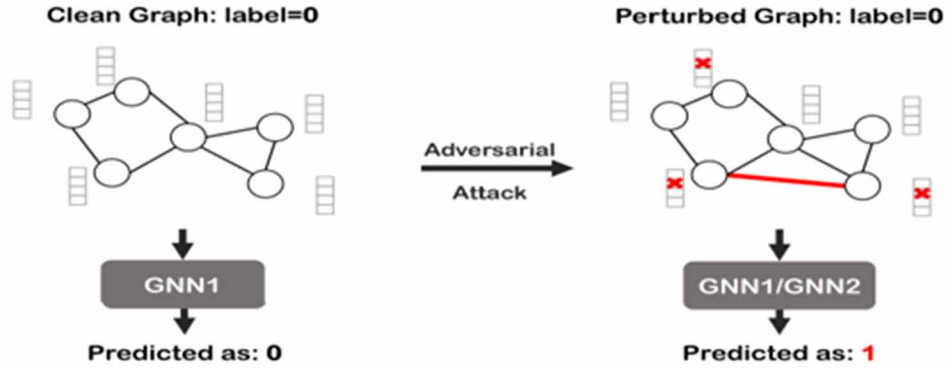 Clean Graph: label=0
Perturbed Graph: label=0
Adversarial
Attack
GNN1
GNN1/GNN2
Predicted as: 0
Predicted as: 1